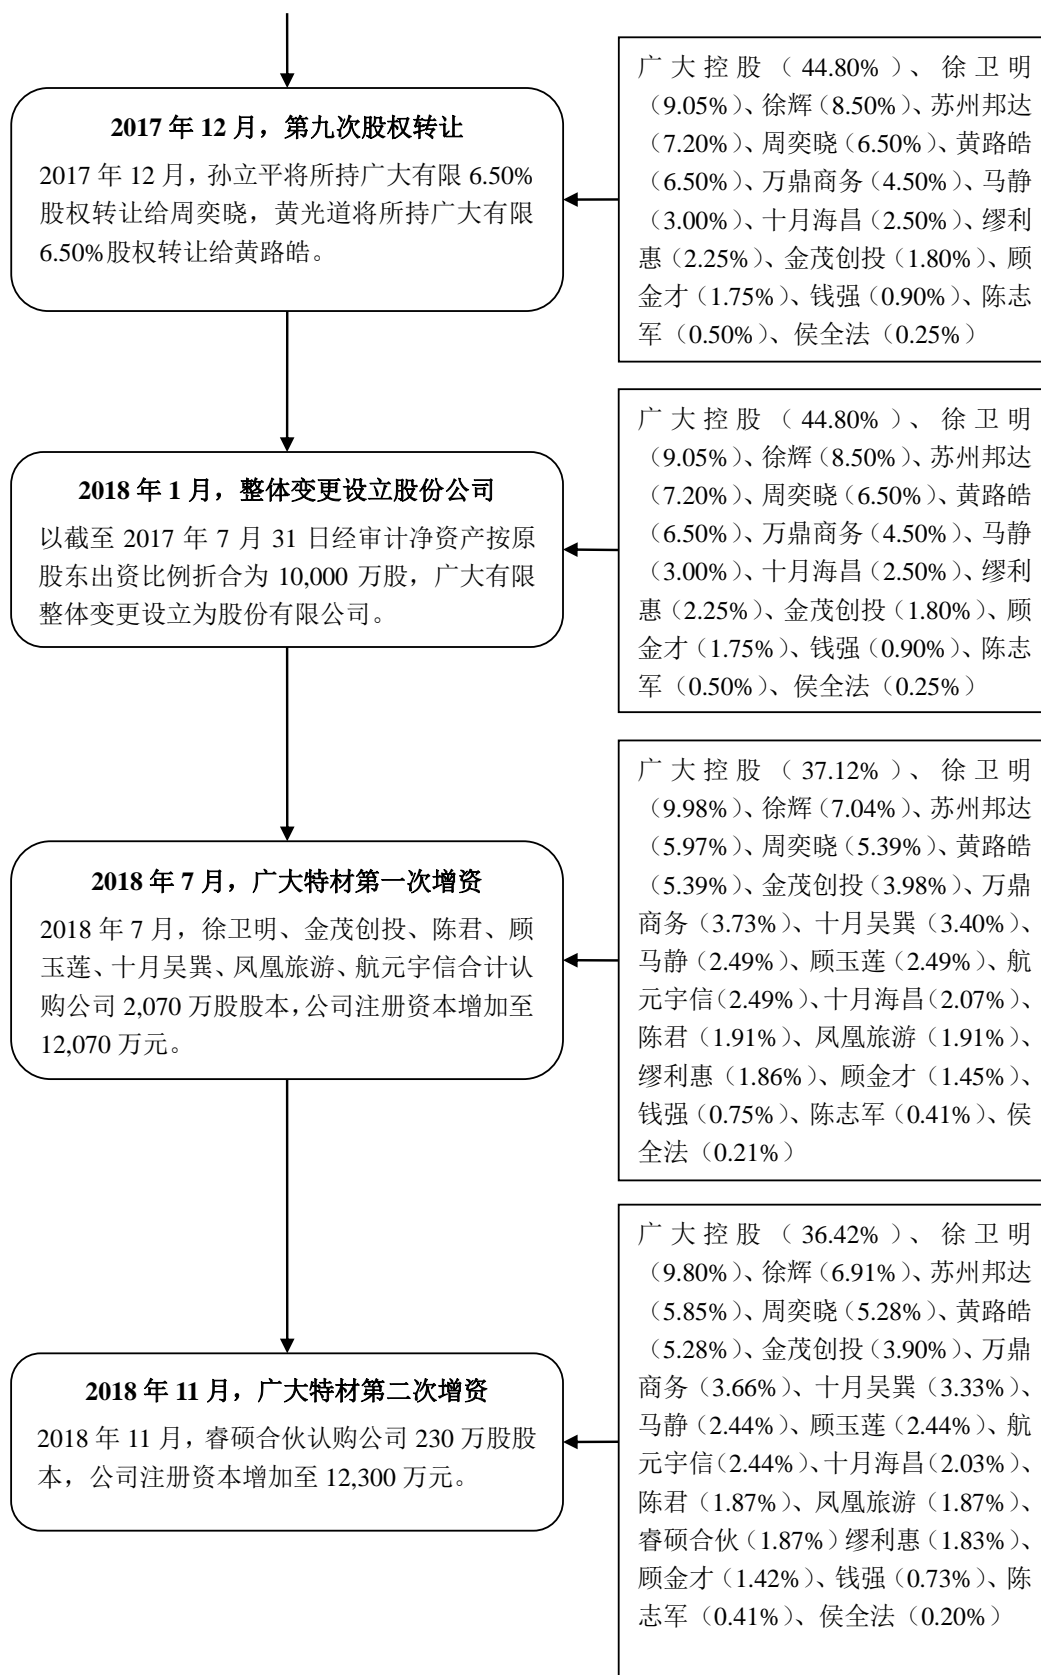 2017 年 12 月，第九次股权转让
2017 年 12 月，孙立平将所持广大有限 6.50%
股权转让给周奕晓，黄光道将所持广大有限
6.50%股权转让给黄路皓。
广大控股（44.80%）、徐卫明
（9.05%）、徐辉（8.50%）、苏州邦达
（7.20%）、周奕晓（6.50%）、黄路皓
（6.50%）、万鼎商务（4.50%）、马静
（3.00%）、十月海昌（2.50%）、缪利
惠（2.25%）、金茂创投（1.80%）、顾
金才（1.75%）、钱强（0.90%）、陈志
军（0.50%）、侯全法（0.25%）
2018 年 1 月，整体变更设立股份公司
以截至 2017 年 7 月 31 日经审计净资产按原
股东出资比例折合为 10,000 万股，广大有限
整体变更设立为股份有限公司。
广大控股（44.80%）、徐卫明
（9.05%）、徐辉（8.50%）、苏州邦达
（7.20%）、周奕晓（6.50%）、黄路皓
（6.50%）、万鼎商务（4.50%）、马静
（3.00%）、十月海昌（2.50%）、缪利
惠（2.25%）、金茂创投（1.80%）、顾
金才（1.75%）、钱强（0.90%）、陈志
军（0.50%）、侯全法（0.25%）
2018 年 7 月，广大特材第一次增资
2018 年 7 月，徐卫明、金茂创投、陈君、顾
玉莲、十月吴巽、凤凰旅游、航元宇信合计认
购公司 2,070 万股股本，公司注册资本增加至
12,070 万元。
广大控股（37.12%）、徐卫明
（9.98%）、徐辉（7.04%）、苏州邦达
（5.97%）、周奕晓（5.39%）、黄路皓
（5.39%）、金茂创投（3.98%）、万鼎
商务（3.73%）、十月吴巽（3.40%）、
马静（2.49%）、顾玉莲（2.49%）、航
元宇信（2.49%）、十月海昌（2.07%）、
陈君（1.91%）、凤凰旅游（1.91%）、
缪利惠（1.86%）、顾金才（1.45%）、
钱强（0.75%）、陈志军（0.41%）、侯
全法（0.21%）
2018 年 11 月，广大特材第二次增资
2018 年 11 月，睿硕合伙认购公司 230 万股股
本，公司注册资本增加至 12,300 万元。
广大控股（36.42%）、徐卫明
（9.80%）、徐辉（6.91%）、苏州邦达
（5.85%）、周奕晓（5.28%）、黄路皓
（5.28%）、金茂创投（3.90%）、万鼎
商务（3.66%）、十月吴巽（3.33%）、
马静（2.44%）、顾玉莲（2.44%）、航
元宇信（2.44%）、十月海昌（2.03%）、
陈君（1.87%）、凤凰旅游（1.87%）、
睿硕合伙（1.87%）缪利惠（1.83%）、
顾金才（1.42%）、钱强（0.73%）、陈
志军（0.41%）、侯全法（0.20%）